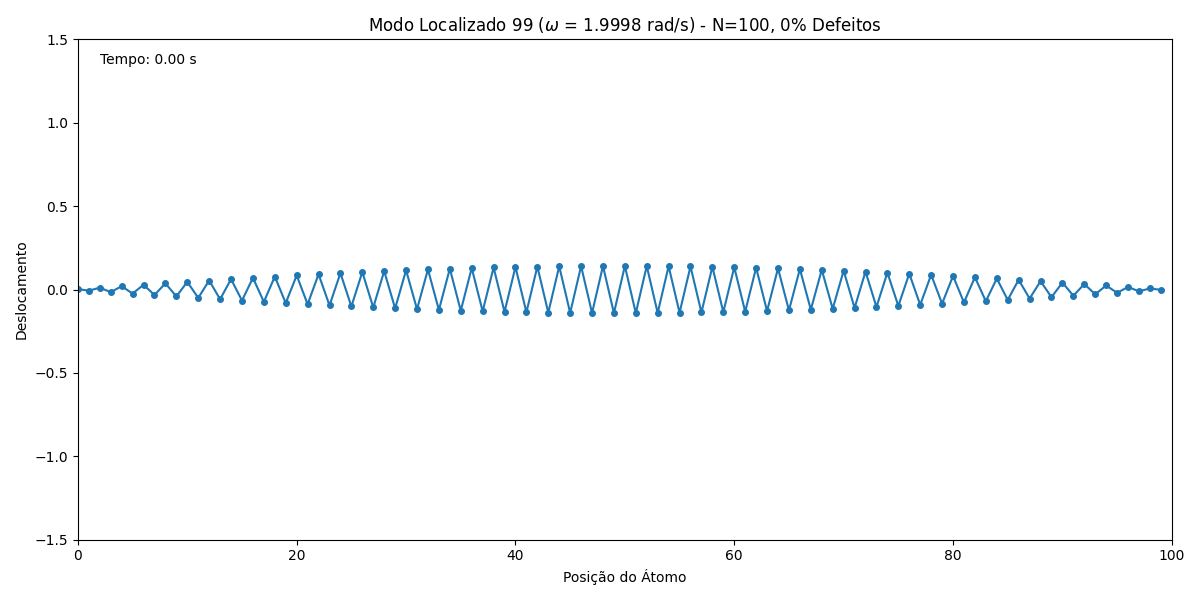 Modo Localizado 99 (ω = 1.9998 rad/s) - N=100, 0% Defeitos
Tempo: 0.00 s
1.5
1.0
0.5
0.0
−0.5
−1.0
−1.5
Deslocamento
0 20 40 60 80 100
Posição do Átomo